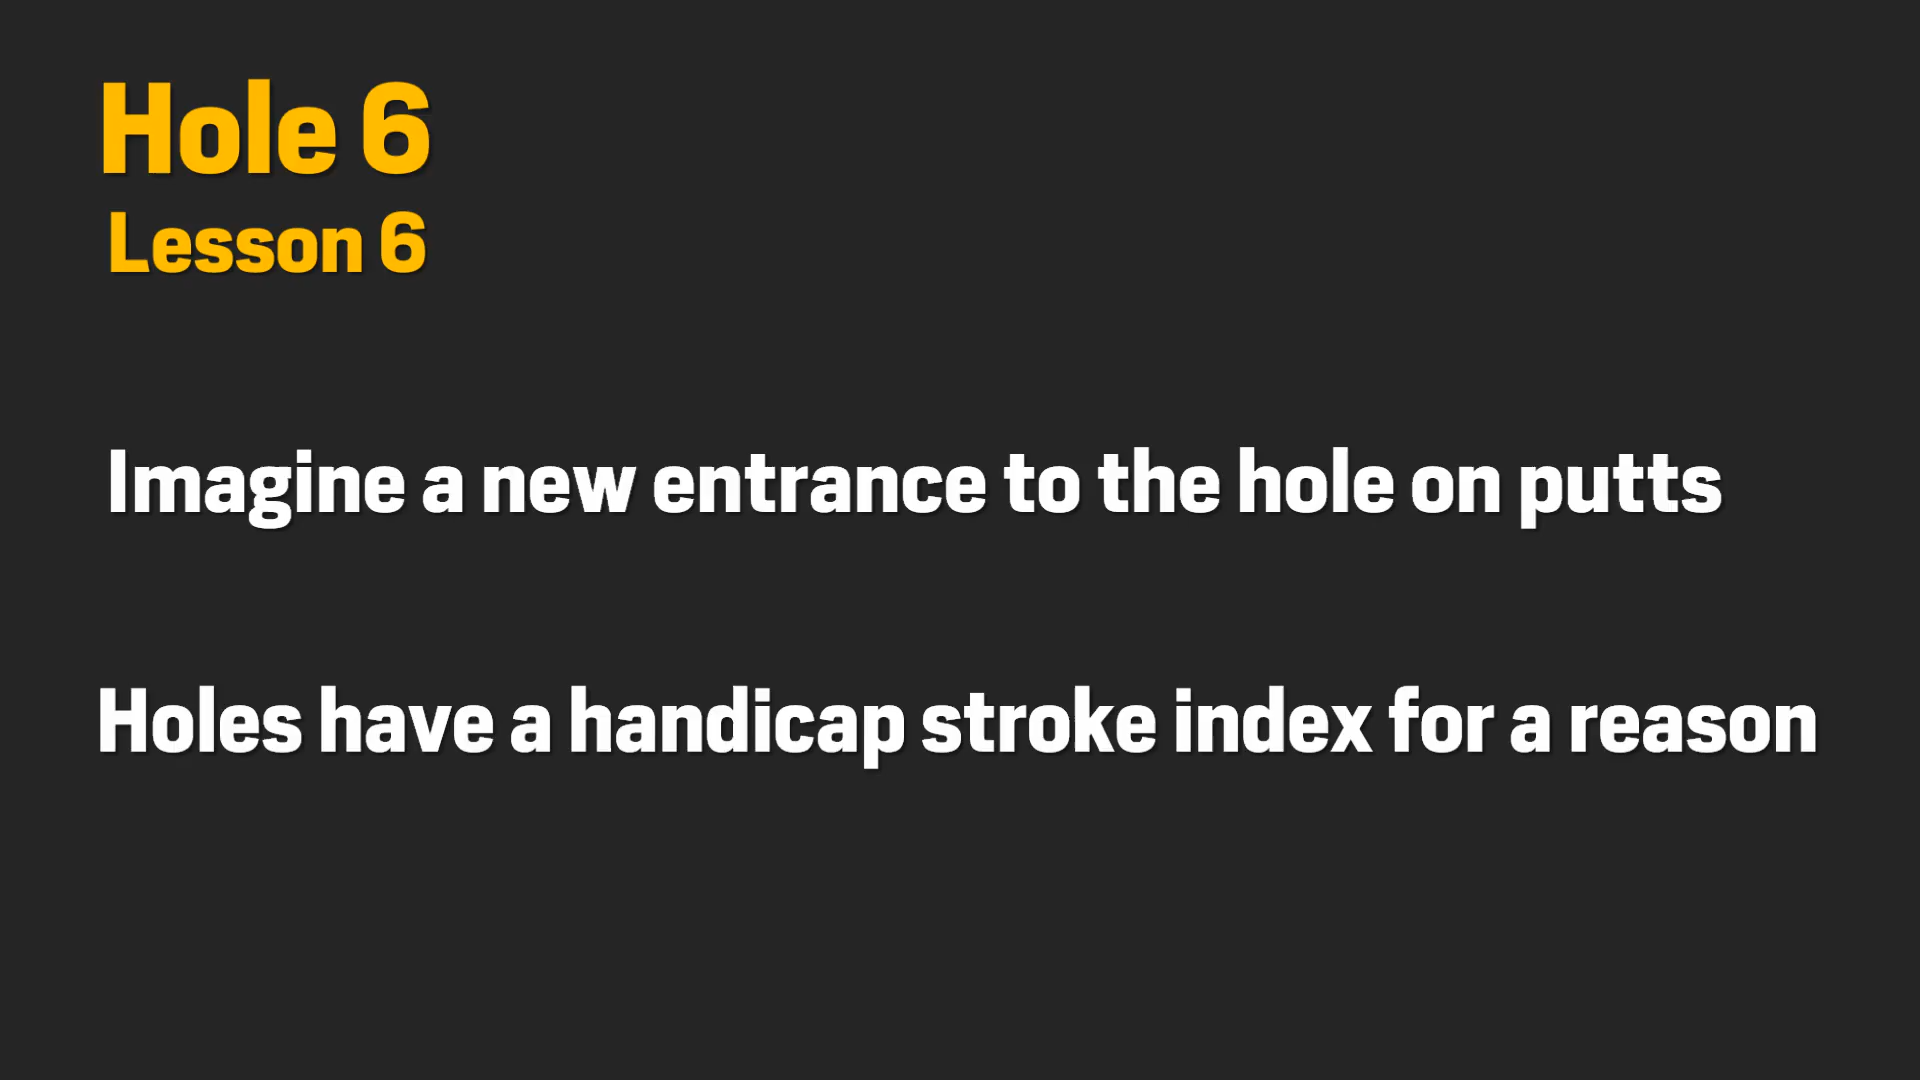 Hole 6
Lesson 6
Imagine a new entrance to the hole on putts
Holes have a handicap stroke index for a reason